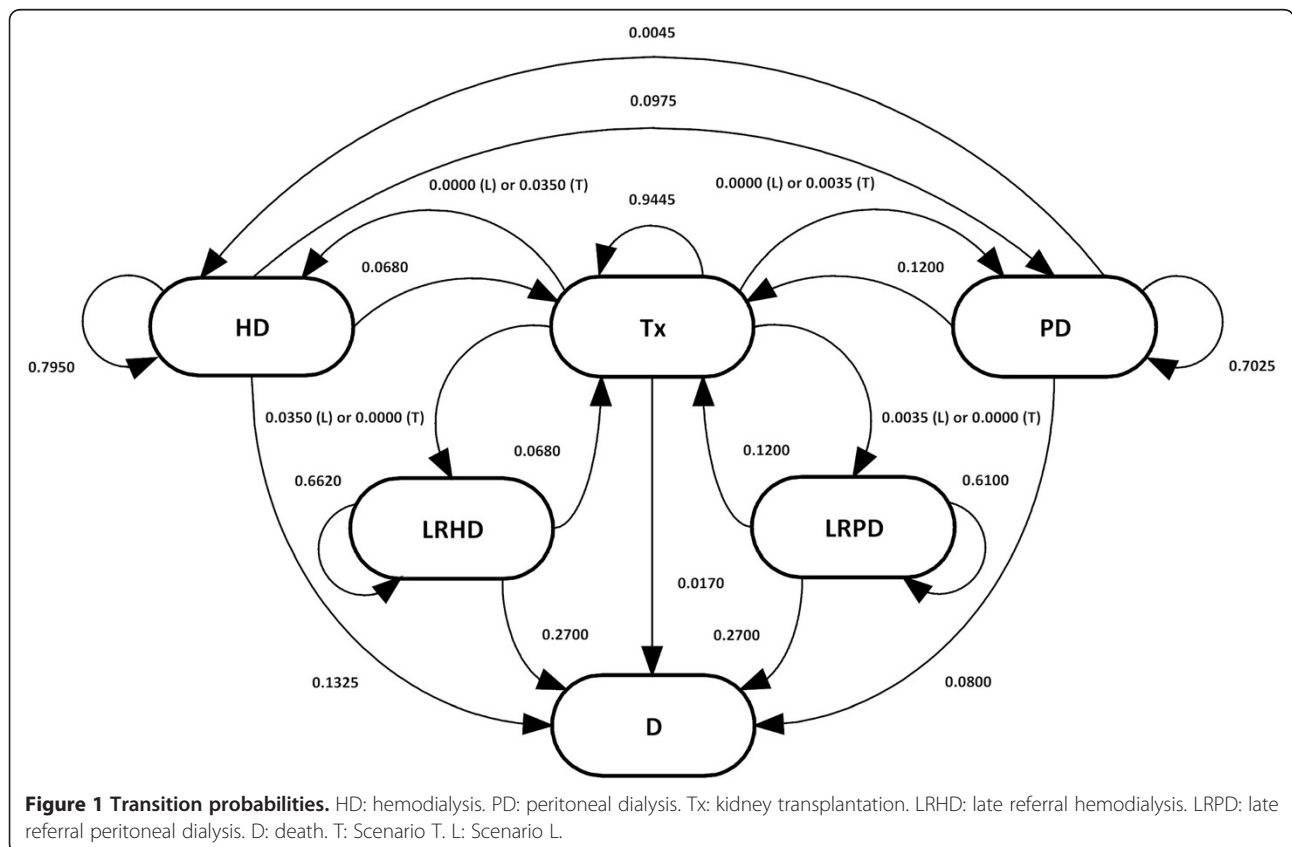 0.0045
0.0975
0.0000 (L) or 0.0350 (T)
0.0000 (L) or 0.0035 (T)
0.9445
0.0680
0.1200
HD
Tx
PD
0.7950
0.7025
0.0350 (L) or 0.0000 (T)
0.0035 (L) or 0.0000 (T)
0.0680
0.1200
0.6620
0.6100
LRHD
LRPD
0.0170
0.2700
0.2700
0.1325
0.0800
D
Figure 1 Transition probabilities. HD: hemodialysis. PD: peritoneal dialysis. Tx: kidney transplantation. LRHD: late referral hemodialysis. LRPD: late
referral peritoneal dialysis. D: death. T: Scenario T. L: Scenario L.